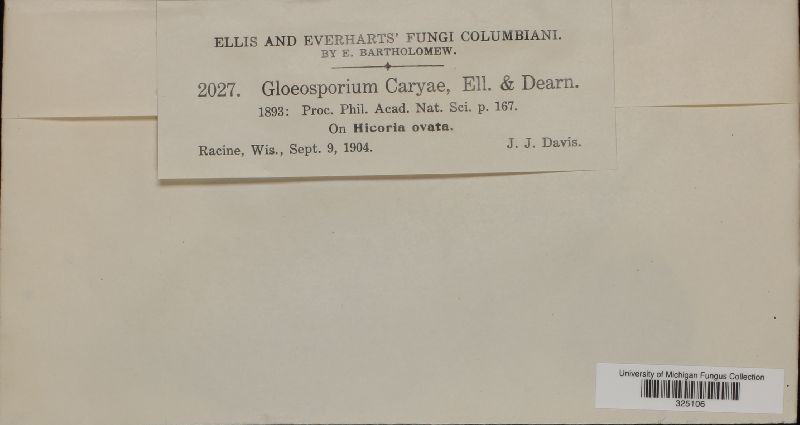 ELLIS AND EVERHARTS' FUNGI COLUMBIANI.
BY E. BARTHOLOMEW.
2027. Gloeosporium Caryae, Ell. & Dearn.
1893: Proc. Phil. Acad. Nat. Sci. p. 167.
On Hicoria ovata.
Racine, Wis., Sept. 9, 1904. J. J. Davis.
University of Michigan Fungus Collection
325106